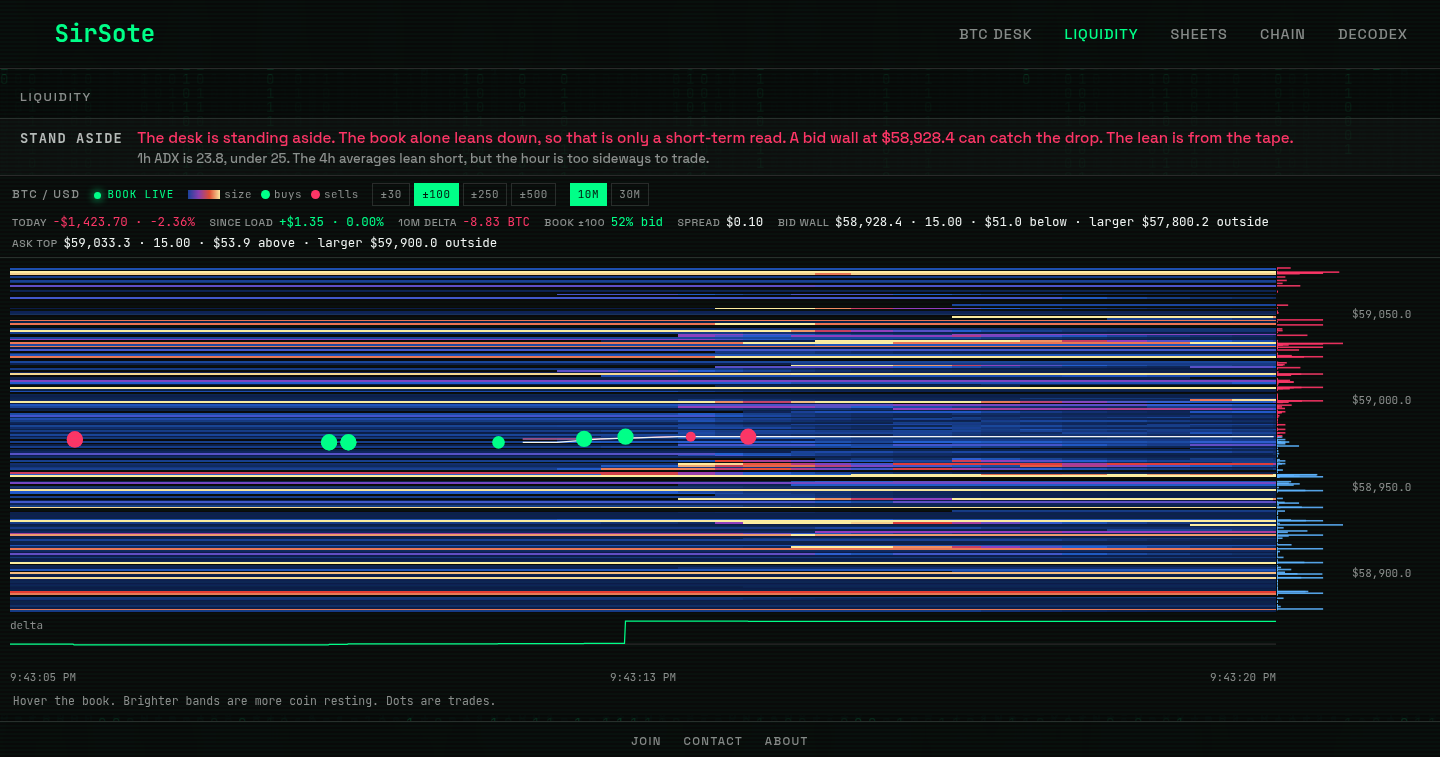 SirSote
BTC DESK LIQUIDITY SHEETS CHAIN DECODEX
LIQUIDITY
STAND ASIDE The desk is standing aside. The book alone leans down, so that is only a short-term read. A bid wall at $58,928.4 can catch the drop. The lean is from the tape.
1h ADX is 23.8, under 25. The 4h averages lean short, but the hour is too sideways to trade.
BTC / USD BOOK LIVE size buys sells ±30 ±100 ±250 ±500 10M 30M
TODAY -$1,423.70 · -2.36% SINCE LOAD +$1.35 · 0.00% 10M DELTA -8.83 BTC BOOK ±100 52% bid SPREAD $0.10 BID WALL $58,928.4 · 15.00 · $51.0 below · larger $57,800.2 outside
ASK TOP $59,033.3 · 15.00 · $53.9 above · larger $59,900.0 outside
$59,050.0
$59,000.0
$58,950.0
$58,900.0
delta
9:43:05 PM 9:43:13 PM 9:43:20 PM
Hover the book. Brighter bands are more coin resting. Dots are trades.
JOIN CONTACT ABOUT